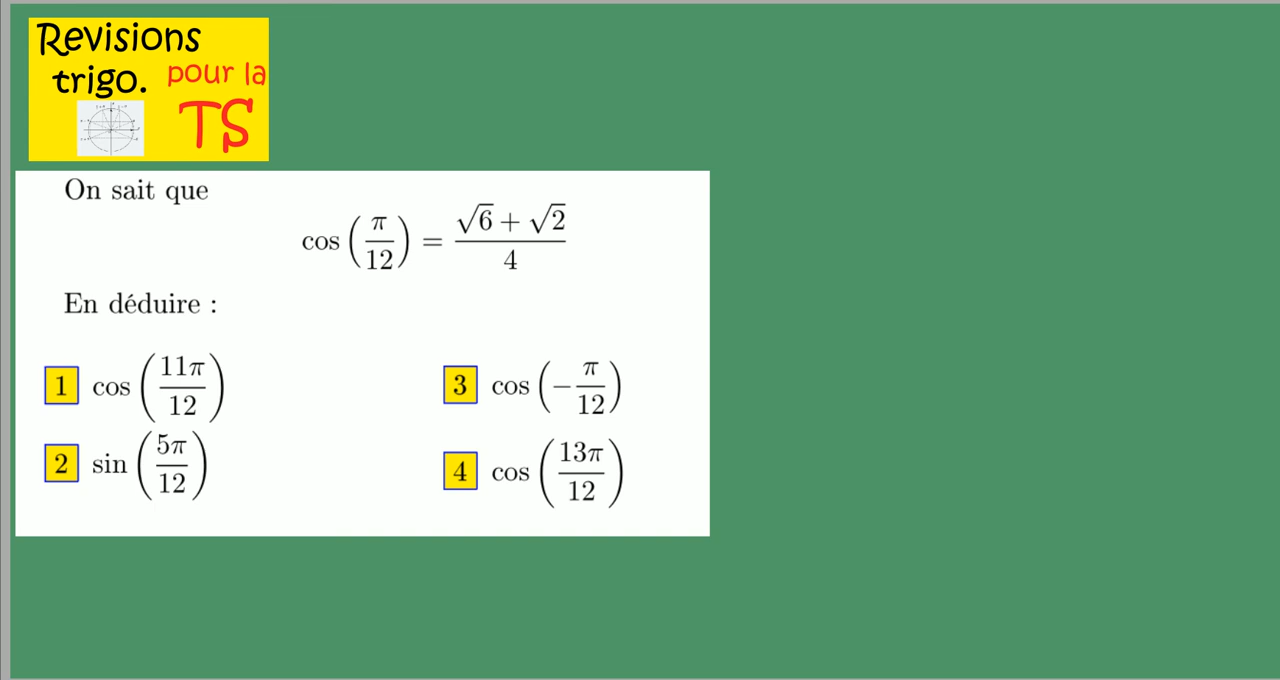 Revisions
trigo. pour la
TS
On sait que
cos(π/12) = (√6 + √2)/4
En déduire :
1 cos(11π/12)
2 sin(5π/12)
3 cos(−π/12)
4 cos(13π/12)